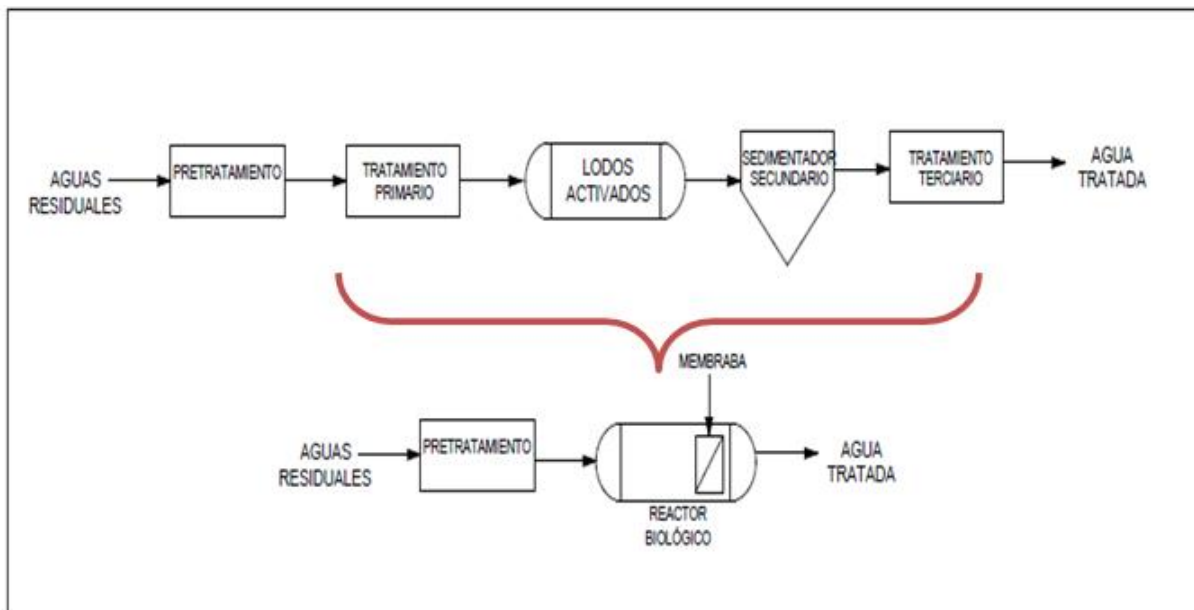 AGUAS
RESIDUALES
PRETRATAMIENTO
TRATAMIENTO
PRIMARIO
LODOS
ACTIVADOS
SEDIMENTADOR
SECUNDARIO
TRATAMIENTO
TERCIARIO
AGUA
TRATADA
MEMBRABA
AGUAS
RESIDUALES
PRETRATAMIENTO
REACTOR
BIOLÓGICO
AGUA
TRATADA